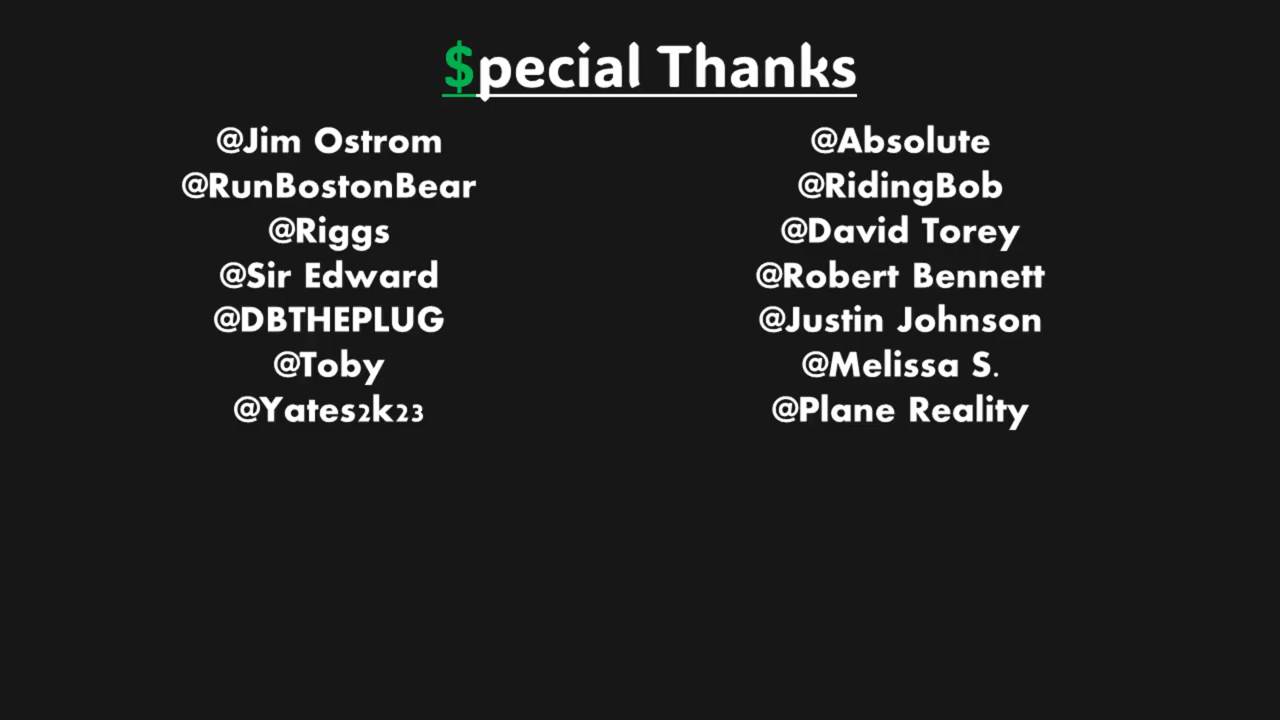 $pecial Thanks
@Jim Ostrom
@RunBostonBear
@Riggs
@Sir Edward
@DBTHEPLUG
@Toby
@Yates2k23
@Absolute
@RidingBob
@David Torey
@Robert Bennett
@Justin Johnson
@Melissa S.
@Plane Reality